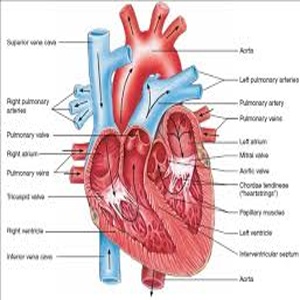 Superior vena cava
Right pulmonary
arteries
Pulmonary valve
Right atrium
Pulmonary veins
Tricuspid valve
Right ventricle
Inferior vena cava
Aorta
Left pulmonary arteries
Pulmonary artery
Pulmonary veins
Left atrium
Mitral valve
Aortic valve
Chordae tendineae
("heartstrings")
Papillary muscles
Left ventricle
Interventricular septum
Aorta